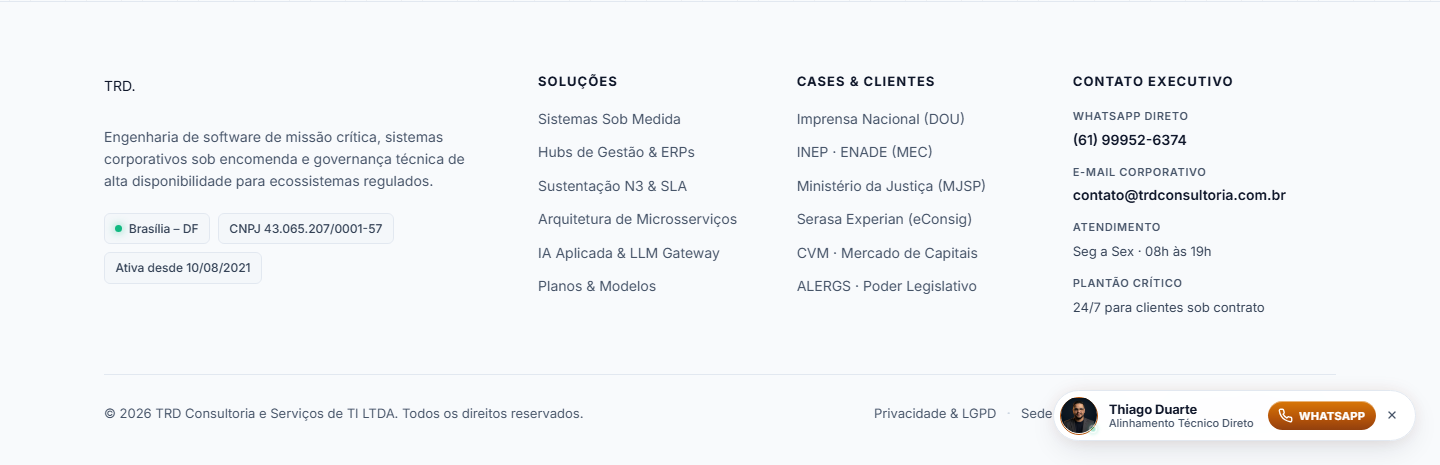 TRD.
Engenharia de software de missão crítica, sistemas
corporativos sob encomenda e governança técnica de
alta disponibilidade para ecossistemas regulados.
Brasília – DF
CNPJ 43.065.207/0001-57
Ativa desde 10/08/2021
SOLUÇÕES
Sistemas Sob Medida
Hubs de Gestão & ERPs
Sustentação N3 & SLA
Arquitetura de Microsserviços
IA Aplicada & LLM Gateway
Planos & Modelos
CASES & CLIENTES
Imprensa Nacional (DOU)
INEP · ENADE (MEC)
Ministério da Justiça (MJSP)
Serasa Experian (eConsig)
CVM · Mercado de Capitais
ALERGS · Poder Legislativo
CONTATO EXECUTIVO
WHATSAPP DIRETO
(61) 99952-6374
E-MAIL CORPORATIVO
contato@trdconsultoria.com.br
ATENDIMENTO
Seg a Sex · 08h às 19h
PLANTÃO CRÍTICO
24/7 para clientes sob contrato
© 2026 TRD Consultoria e Serviços de TI LTDA. Todos os direitos reservados.
Privacidade & LGPD · Sede
Thiago Duarte
Alinhamento Técnico Direto
WHATSAPP
×